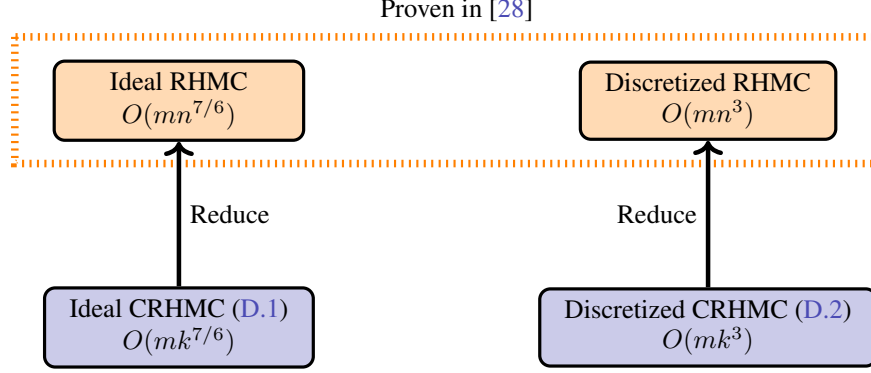 Proven in [28]
Ideal RHMC
O(mn^{7/6})
Discretized RHMC
O(mn^3)
Reduce
Reduce
Ideal CRHMC (D.1)
O(mk^{7/6})
Discretized CRHMC (D.2)
O(mk^3)